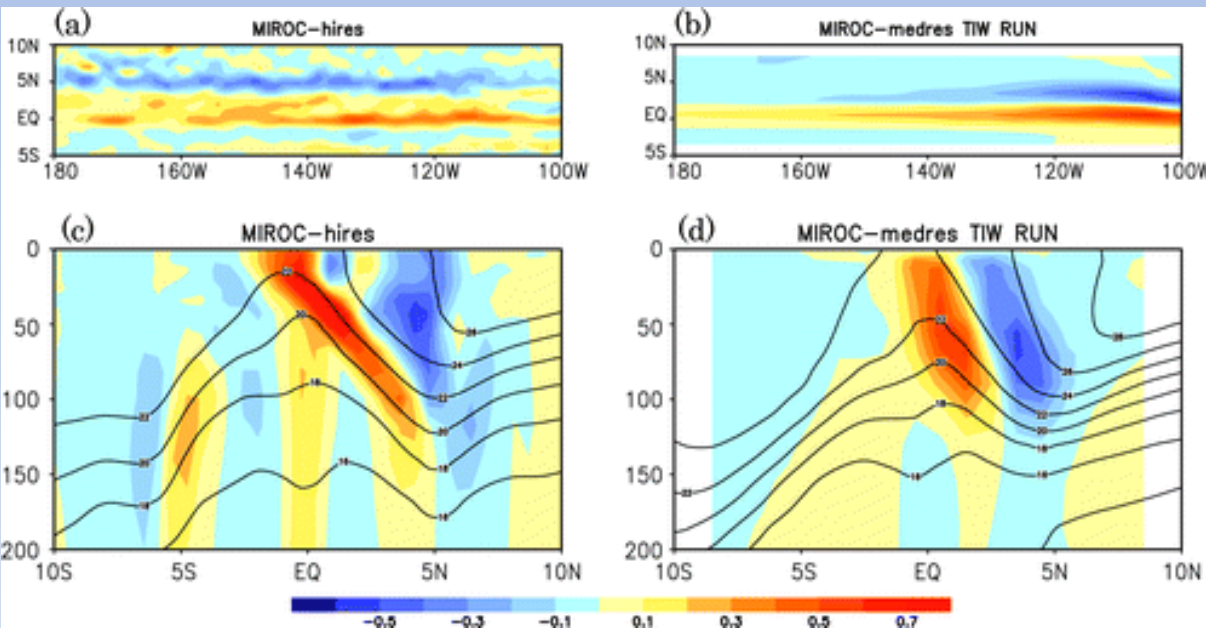 (a) MIROC-hires
10N
5N
EQ
5S
180 160W 140W 120W 100W
(b) MIROC-medres TIW RUN
10N
5N
EQ
5S
180 160W 140W 120W 100W
(c) MIROC-hires
0
50
100
150
200
10S 5S EQ 5N 10N
(d) MIROC-medres TIW RUN
0
50
100
150
200
10S 5S EQ 5N 10N
-0.5 -0.3 -0.1 0.1 0.3 0.5 0.7